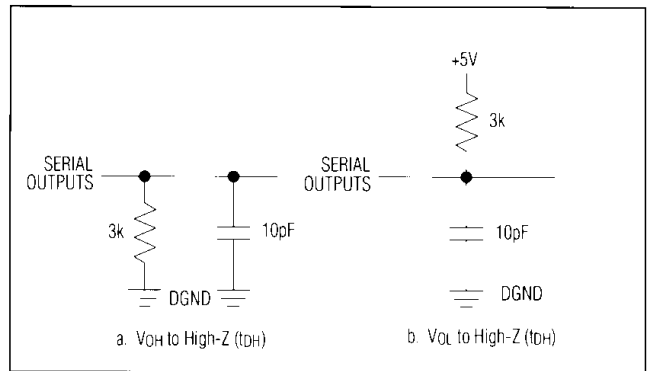 +5V
3k
SERIAL
OUTPUTS
3k
10pF
DGND
a. VOH to High-Z (tDH)
SERIAL
OUTPUTS
10pF
DGND
b. VOL to High-Z (tDH)